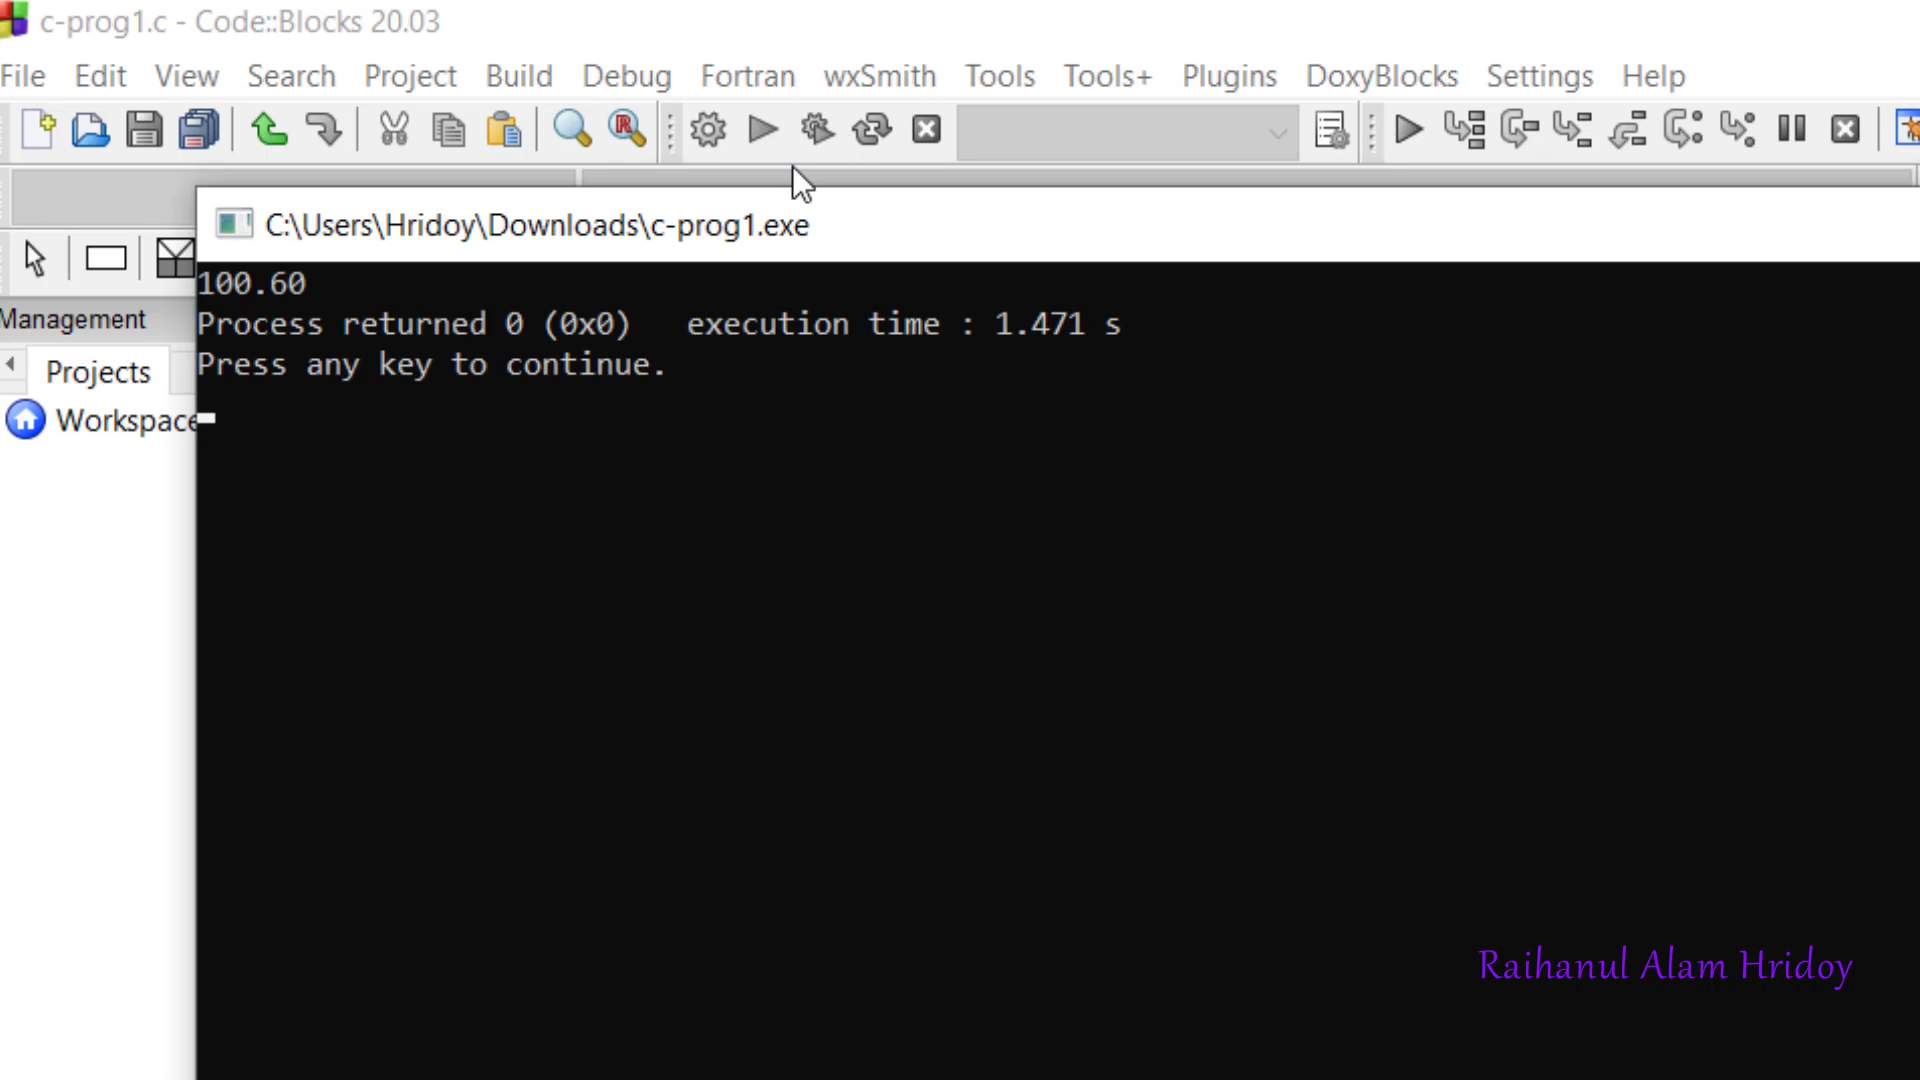 c-prog1.c - Code::Blocks 20.03
File Edit View Search Project Build Debug Fortran wxSmith Tools Tools+ Plugins DoxyBlocks Settings Help
C:\Users\Hridoy\Downloads\c-prog1.exe
100.60
Management
Process returned 0 (0x0)   execution time : 1.471 s
Projects
Press any key to continue.
Workspace
Raihanul Alam Hridoy